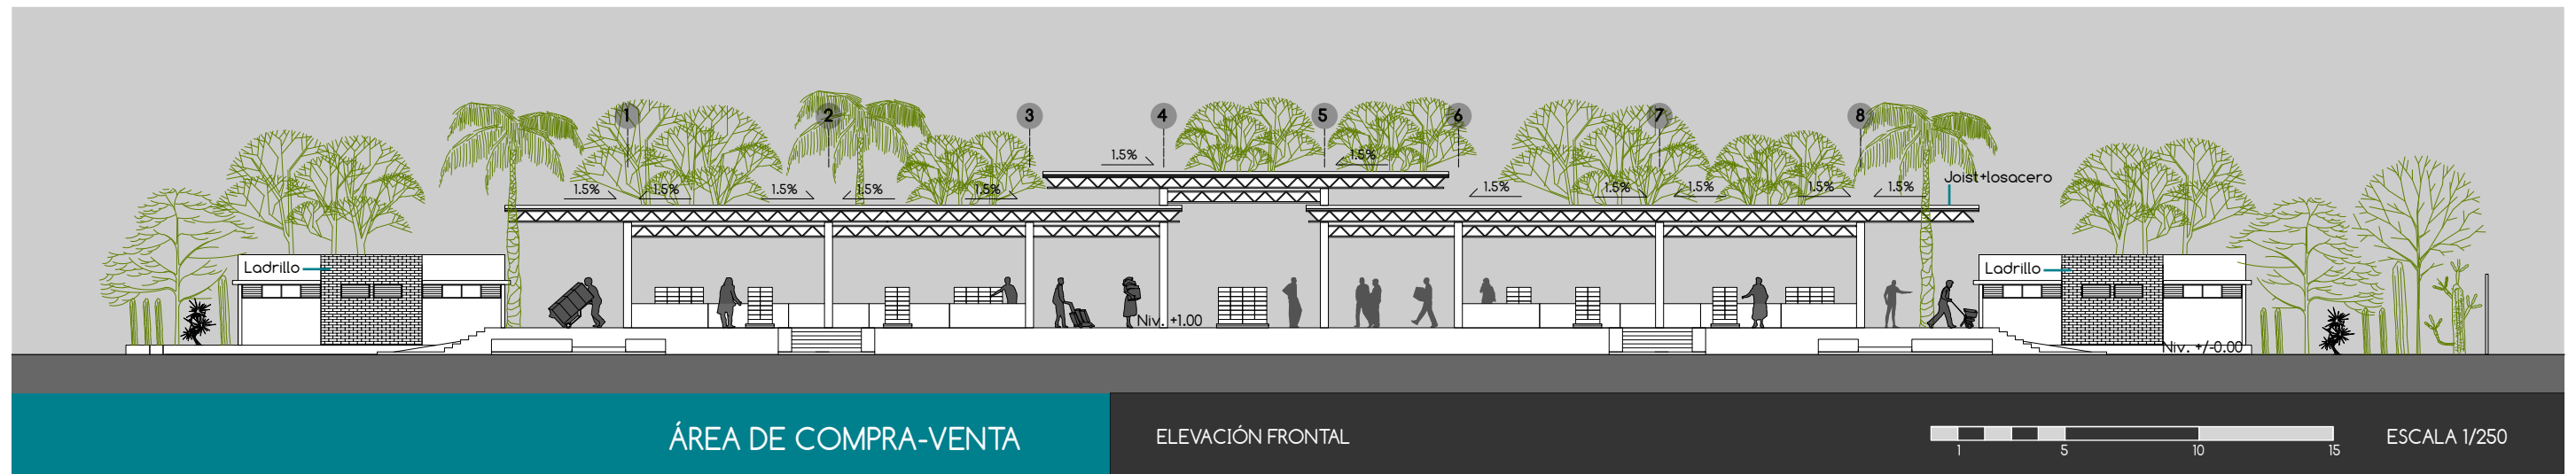 1 2 3 4 5 6 7 8
1.5% 1.5%
1.5% 1.5% 1.5% 1.5% 1.5% 1.5% 1.5% 1.5% 1.5% 1.5%
Joist+losacero
Ladrillo Ladrillo
Niv. +1.00
Niv. +/-0.00
ÁREA DE COMPRA-VENTA
ELEVACIÓN FRONTAL
1 5 10 15
ESCALA 1/250